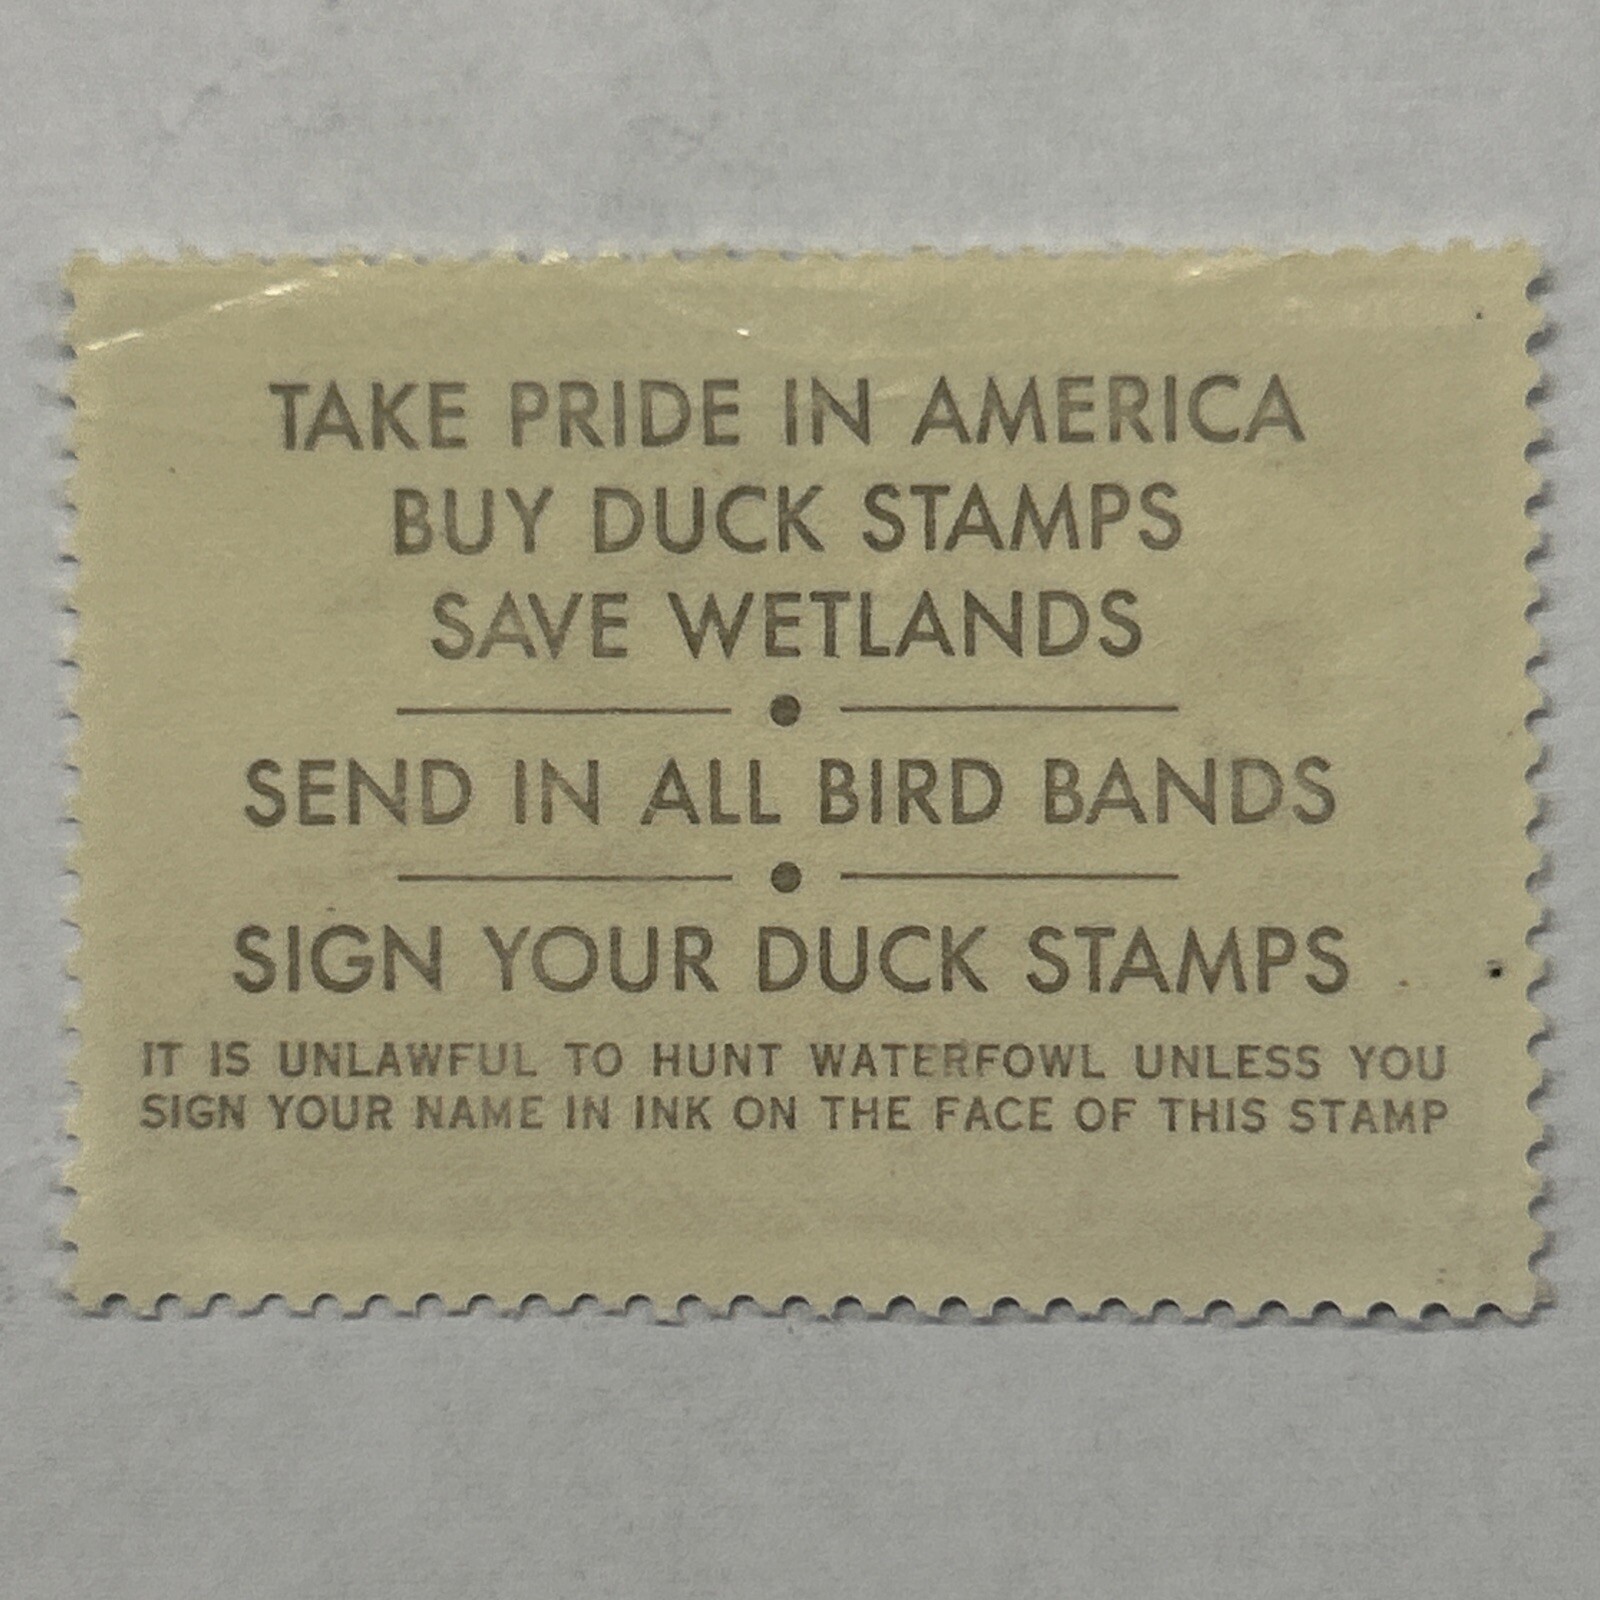 TAKE PRIDE IN AMERICA
BUY DUCK STAMPS
SAVE WETLANDS
SEND IN ALL BIRD BANDS
SIGN YOUR DUCK STAMPS
IT IS UNLAWFUL TO HUNT WATERFOWL UNLESS YOU
SIGN YOUR NAME IN INK ON THE FACE OF THIS STAMP